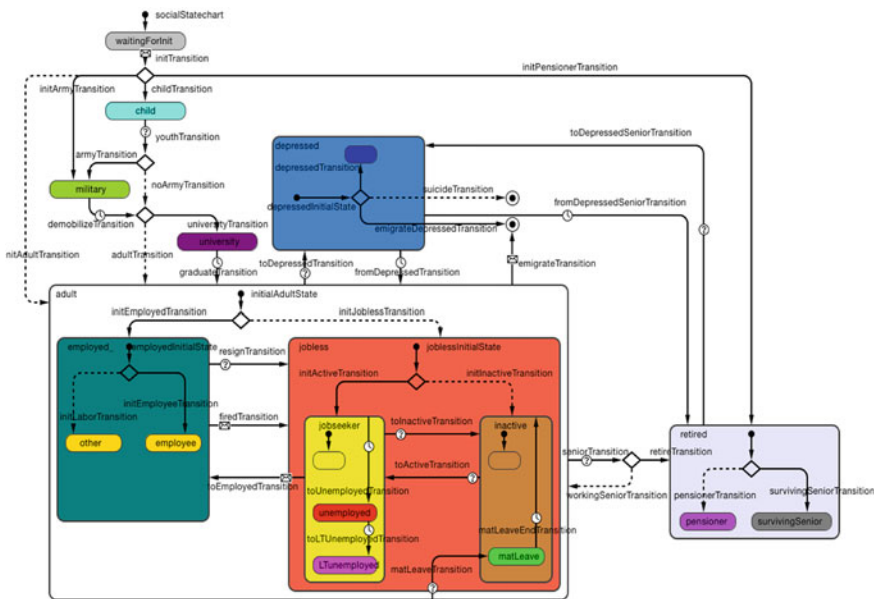 socialStatechart
waitingForInit
initTransition
initPensionerTransition
initArmyTransition
childTransition
child
youthTransition
toDepressedSeniorTransition
armyTransition
depressed
depressedTransition
military
noArmyTransition
suicideTransition
depressedInitialState
fromDepressedSeniorTransition
demobilizeTransition
universityTransition
emigrateDepressedTransition
university
nitAdultTransition
adultTransition
toDepressedTransition
emigrateTransition
graduateTransition
fromDepressedTransition
adult
initialAdultState
initEmployedTransition
initJoblessTransition
employed_
employedInitialState
resignTransition
jobless
joblessInitialState
initActiveTransition
initInactiveTransition
initEmployeeTransition
initLaborTransition
firedTransition
jobseeker
toInactiveTransition
inactive
other
employee
retired
toActiveTransition
seniorTransition
retireTransition
toEmployedTransition
toUnemployedTransition
workingSeniorTransition
pensionerTransition
survivingSeniorTransition
unemployed
pensioner
survivingSenior
matLeaveEndTransition
toLTUnemployedTransition
matLeave
LTunemployed
matLeaveTransition